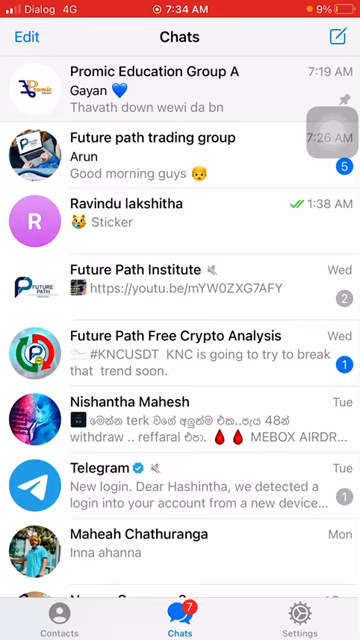 Dialog 4G
7:34 AM
9%
Edit
Chats
Promic Education Group A
7:19 AM
Gayan 💙
Thavath down wewi da bn
Future path trading group
7:26 AM
Arun
Good morning guys 👴
5
R
Ravindu lakshitha
1:38 AM
😿 Sticker
Future Path Institute
Wed
https://youtu.be/mYW0ZXG7AFY
2
FUTURE
PATH
Future Path Free Crypto Analysis
Wed
#KNCUSDT KNC is going to try to break
that trend soon.
1
Nishantha Mahesh
Tue
මෙන්න terk වගේ අලුත්ම එක..පැය 48න්
withdraw .. refferal එපා. 🩸🩸 MEBOX AIRDR...
Telegram
Tue
New login. Dear Hashintha, we detected a
login into your account from a new device...
1
Maheah Chathuranga
Mon
Inna ahanna
7
Contacts
Chats
Settings